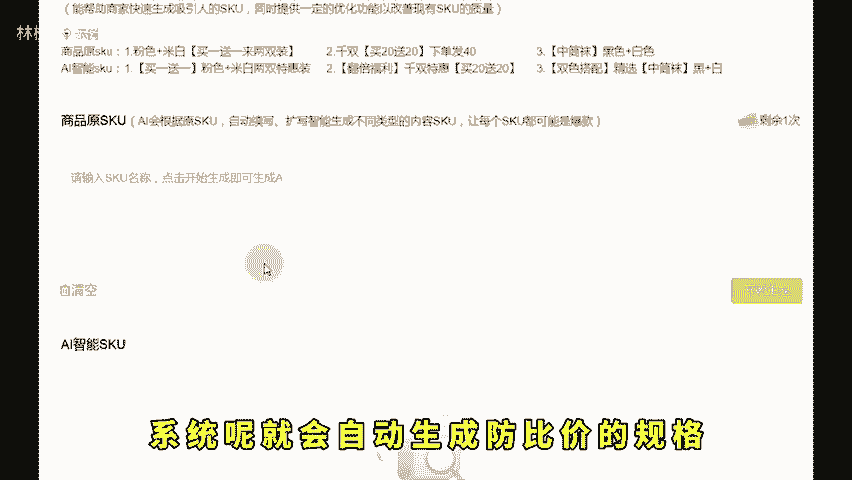 （能帮助商家快速生成吸引人的SKU，同时提供一定的优化功能以改善现有SKU的质量）
林
示例
商品原sku：1.粉色+米白【买一送一来两双装】 2.千双【买20送20】下单发40 3.【中筒袜】黑色+白色
AI智能sku：1.【买一送一】粉色+米白两双特惠装 2.【翻倍福利】千双特惠【买20送20】 3.【双色搭配】精选【中筒袜】黑+白
商品原SKU（AI会根据原SKU，自动续写、扩写智能生成不同类型的内容SKU，让每个SKU都可能是爆款） 剩余1次
请输入SKU名称，点击开始生成即可生成A
清空
AI智能SKU
系统呢就会自动生成防比价的规格